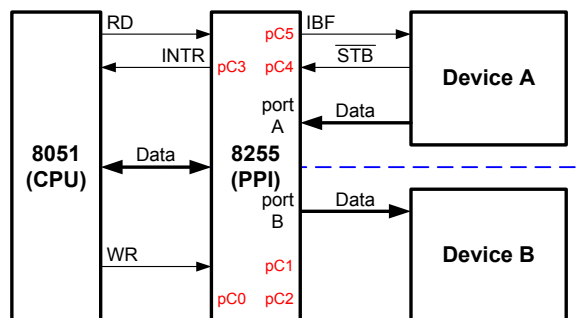 RD
pC5
IBF
INTR
pC3
pC4
STB
Device A
port
A
Data
8051
(CPU)
Data
8255
(PPI)
port
B
Data
Device B
WR
pC1
pC0
pC2